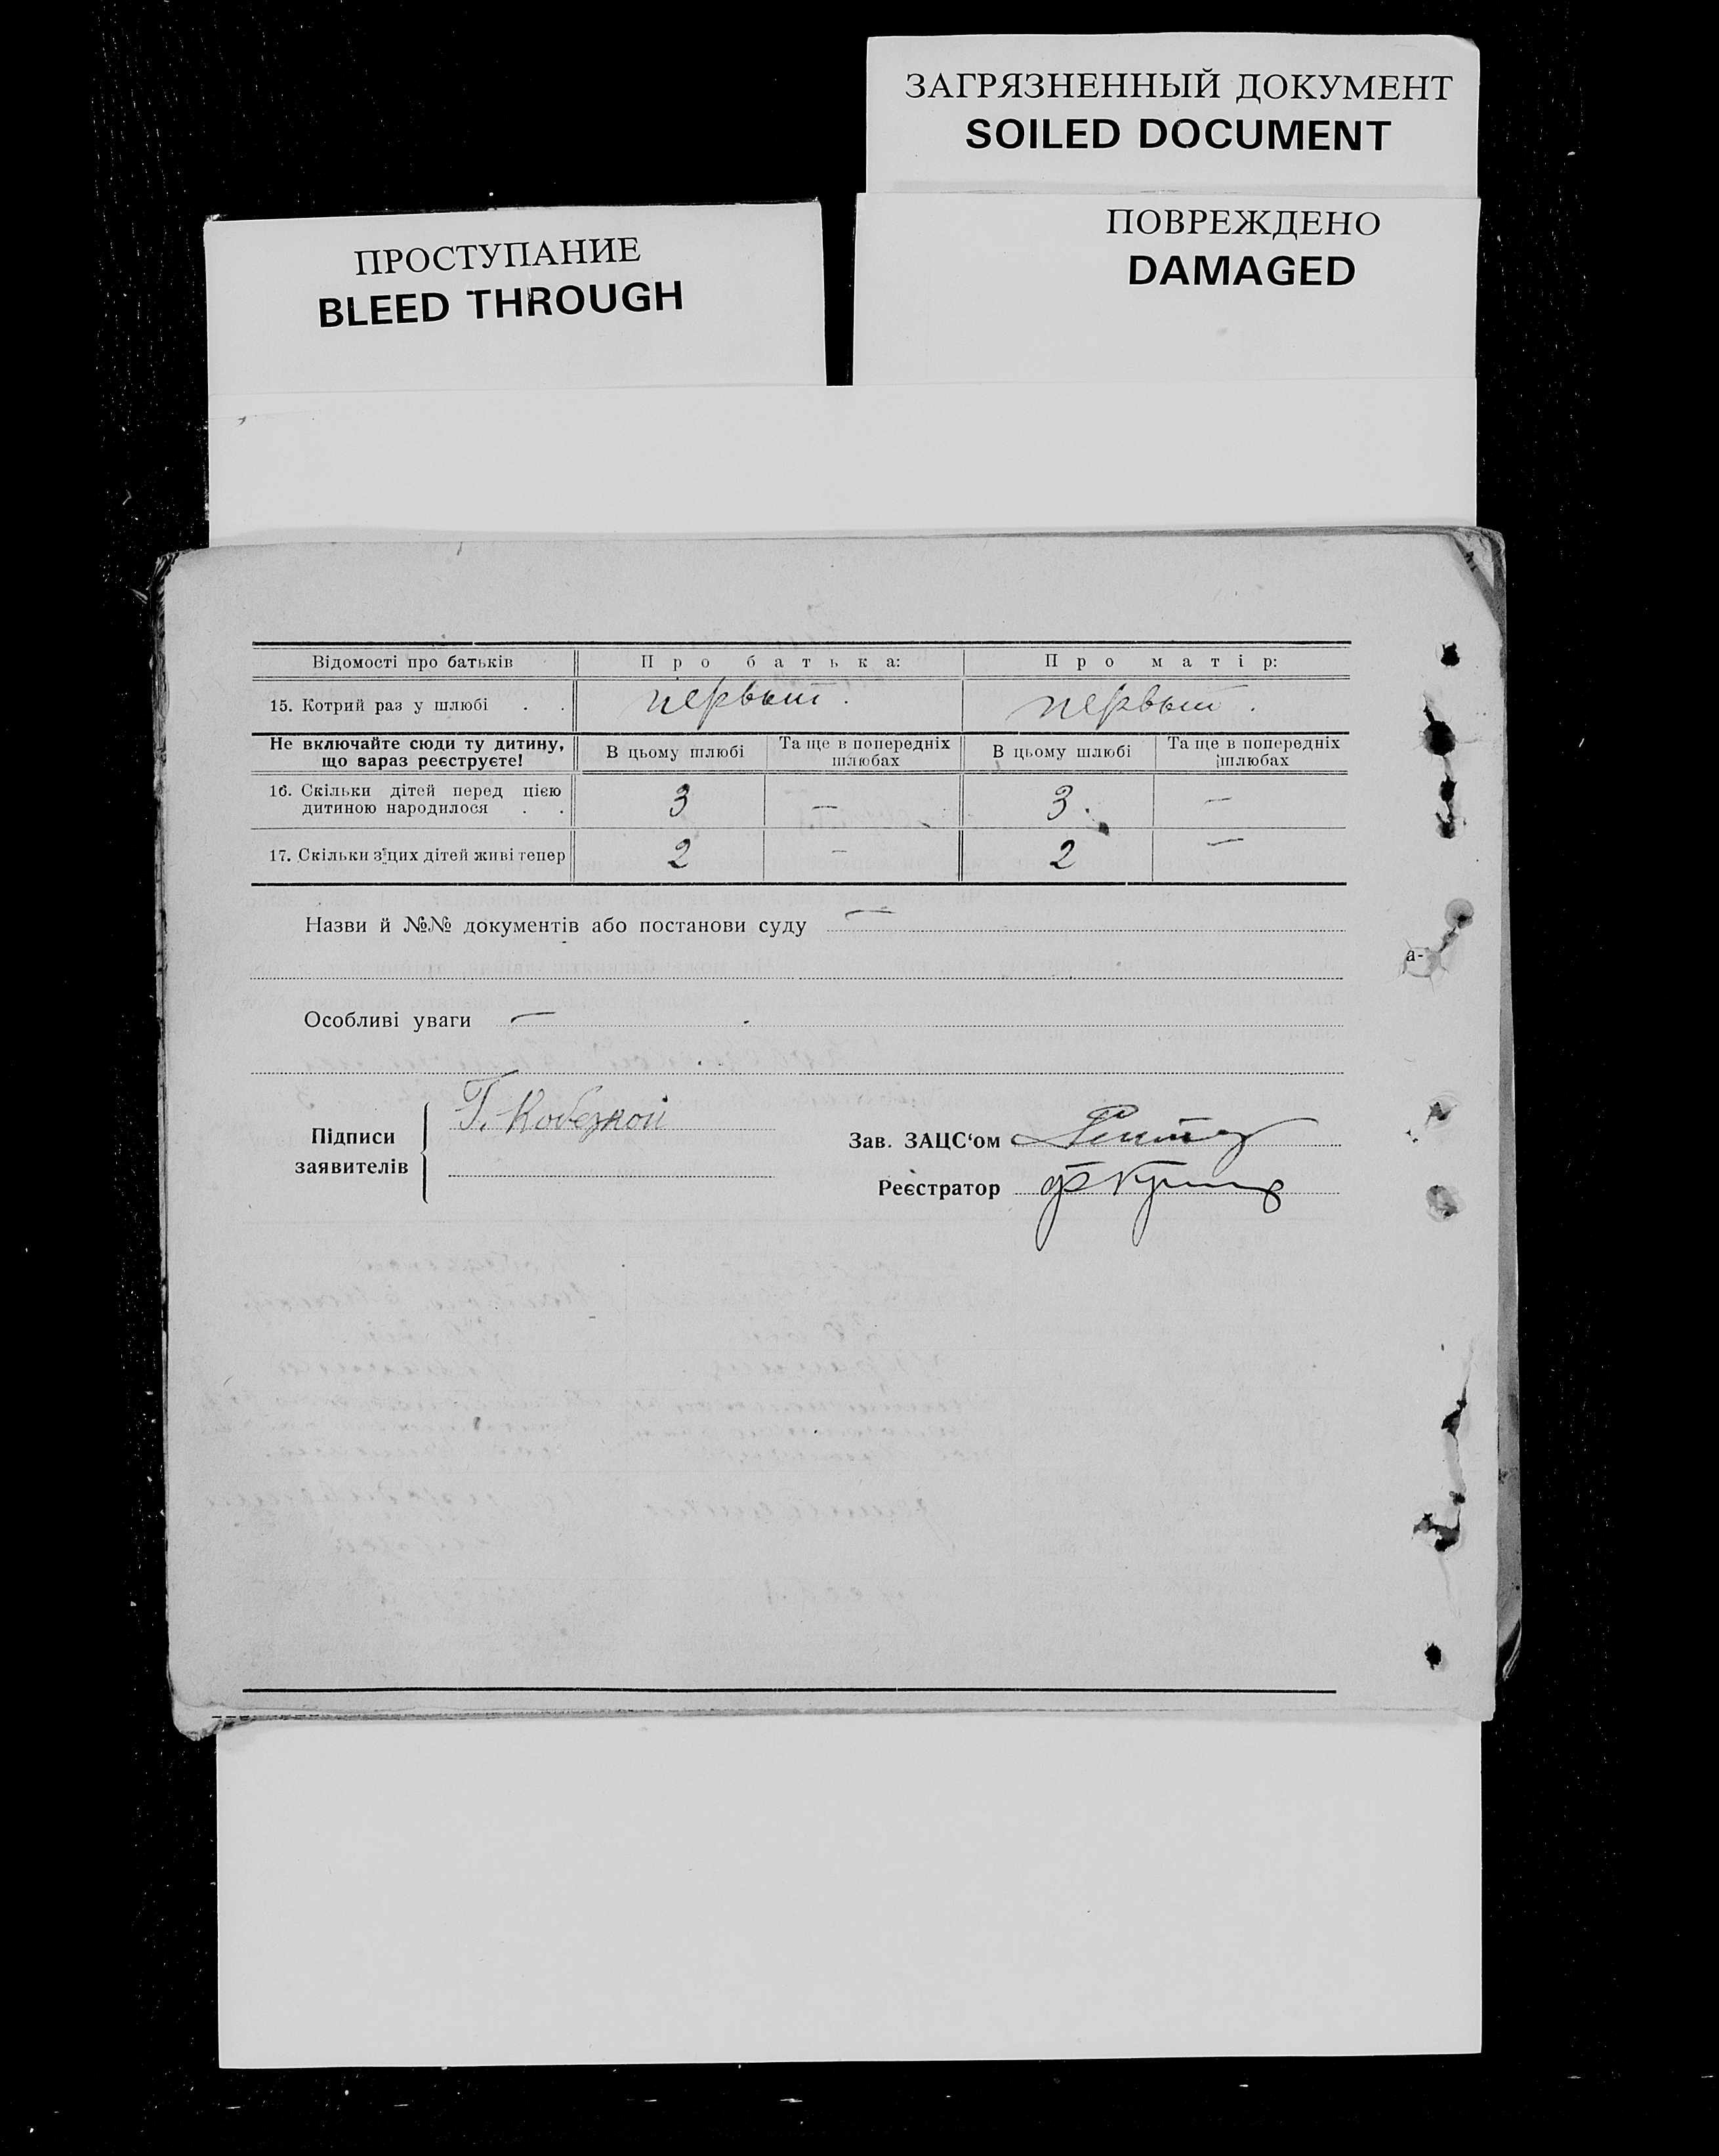 ЗАГРЯЗНЕННЫЙ ДОКУМЕНТ
SOILED DOCUMENT
ПОВРЕЖДЕНО
DAMAGED
ПРОСТУПАНИЕ
BLEED THROUGH
Відомості про батьків Про батька: Про матір:
15. Котрий раз у шлюбі . . первый. первый.
Не включайте сюди ту дитину, що вараз реєструєте! В цьому шлюбі Та ще в попередніх шлюбах В цьому шлюбі Та ще в попередніх шлюбах
16. Скільки дітей перед цією
дитиною народилося . . 3 — 3. —
17. Скільки з цих дітей живі тепер 2 — 2 —
Назви й №№ документів або постанови суду —
а-
Особливі уваги —
Підписи
заявителів
Г.
Зав. ЗАЦС‘ом
Реєстратор